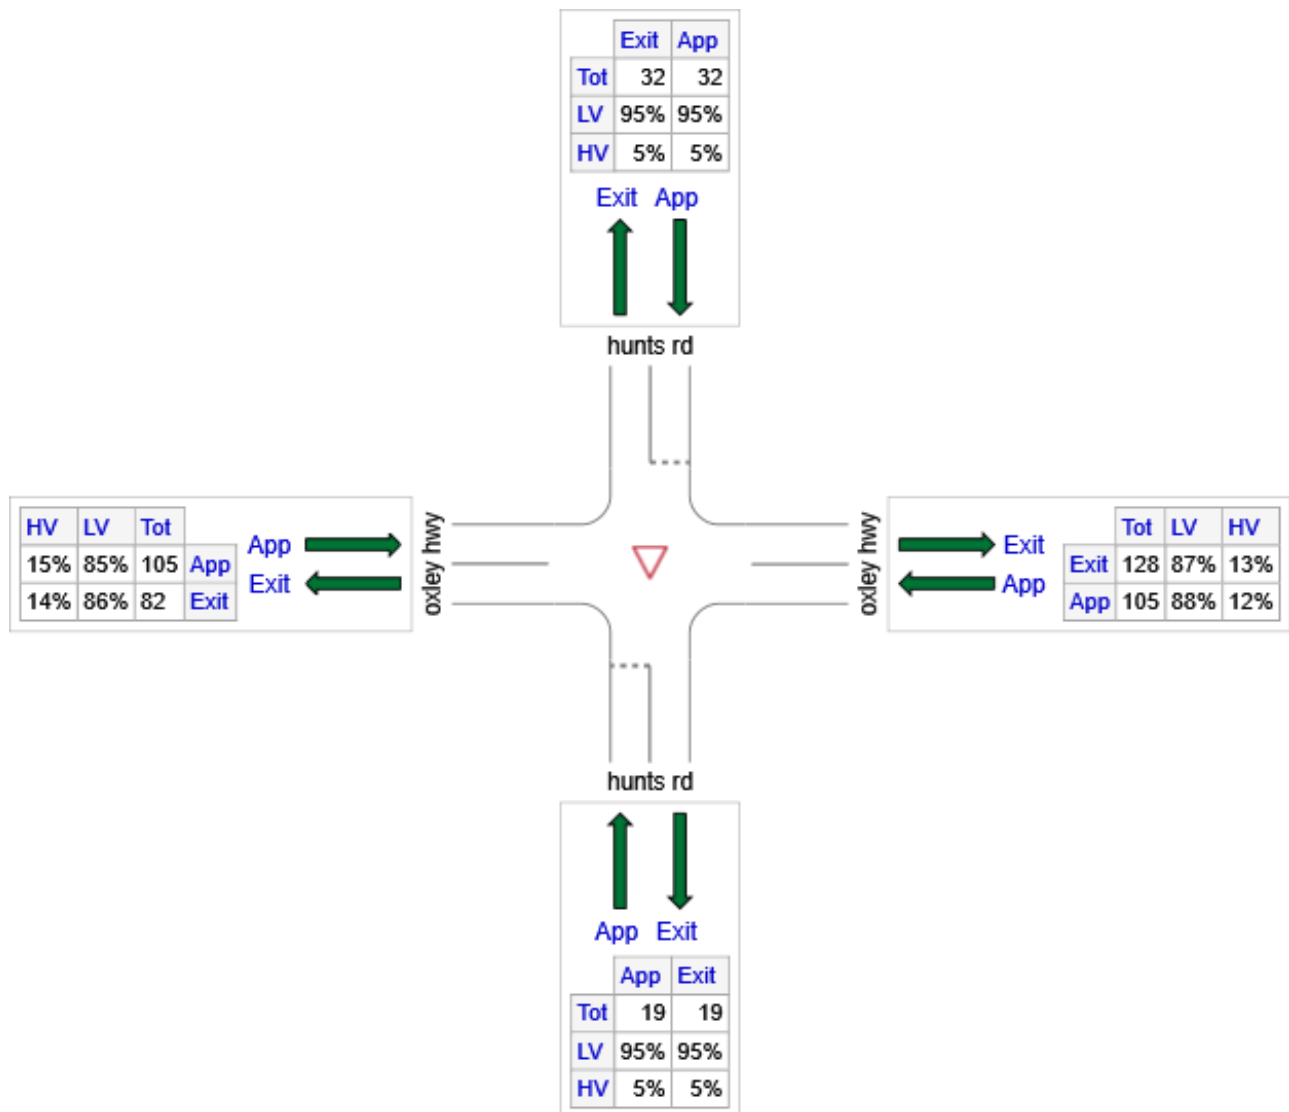 Exit App
Tot 32 32
LV 95% 95%
HV 5% 5%
Exit App
hunts rd
HV LV Tot
15% 85% 105 App
14% 86% 82 Exit
App
Exit
oxley hwy
oxley hwy
Exit
App
Tot LV HV
Exit 128 87% 13%
App 105 88% 12%
hunts rd
App Exit
App Exit
Tot 19 19
LV 95% 95%
HV 5% 5%